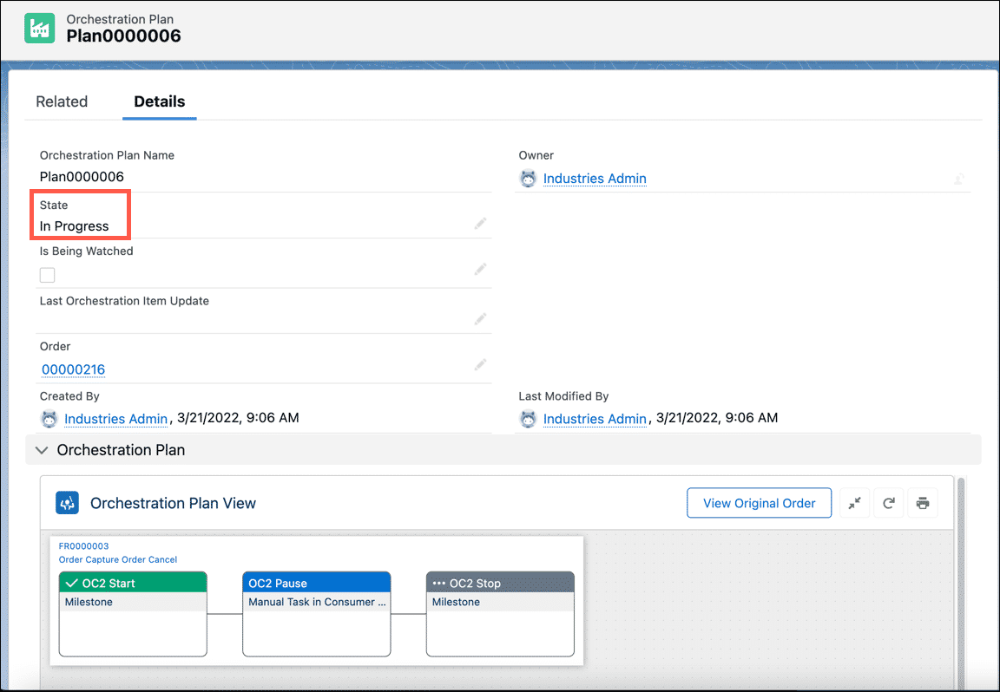 Orchestration Plan
Plan0000006
Related Details
Orchestration Plan Name
Plan0000006
Owner
Industries Admin
State
In Progress
Is Being Watched
Last Orchestration Item Update
Order
00000216
Created By
Industries Admin, 3/21/2022, 9:06 AM
Last Modified By
Industries Admin, 3/21/2022, 9:06 AM
Orchestration Plan
Orchestration Plan View
View Original Order
FR0000003
Order Capture Order Cancel
OC2 Start
Milestone
OC2 Pause
Manual Task in Consumer ...
OC2 Stop
Milestone